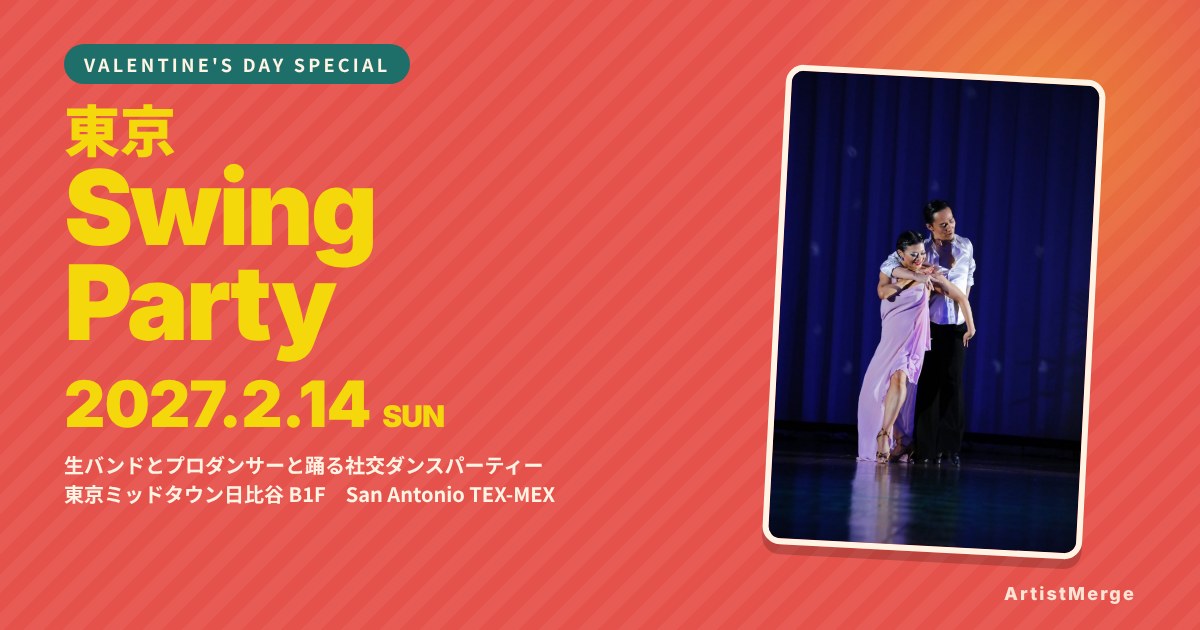 VALENTINE'S DAY SPECIAL
東京
Swing
Party
2027.2.14 SUN
生バンドとプロダンサーと踊る社交ダンスパーティー
東京ミッドタウン日比谷 B1F　San Antonio TEX-MEX
ArtistMerge